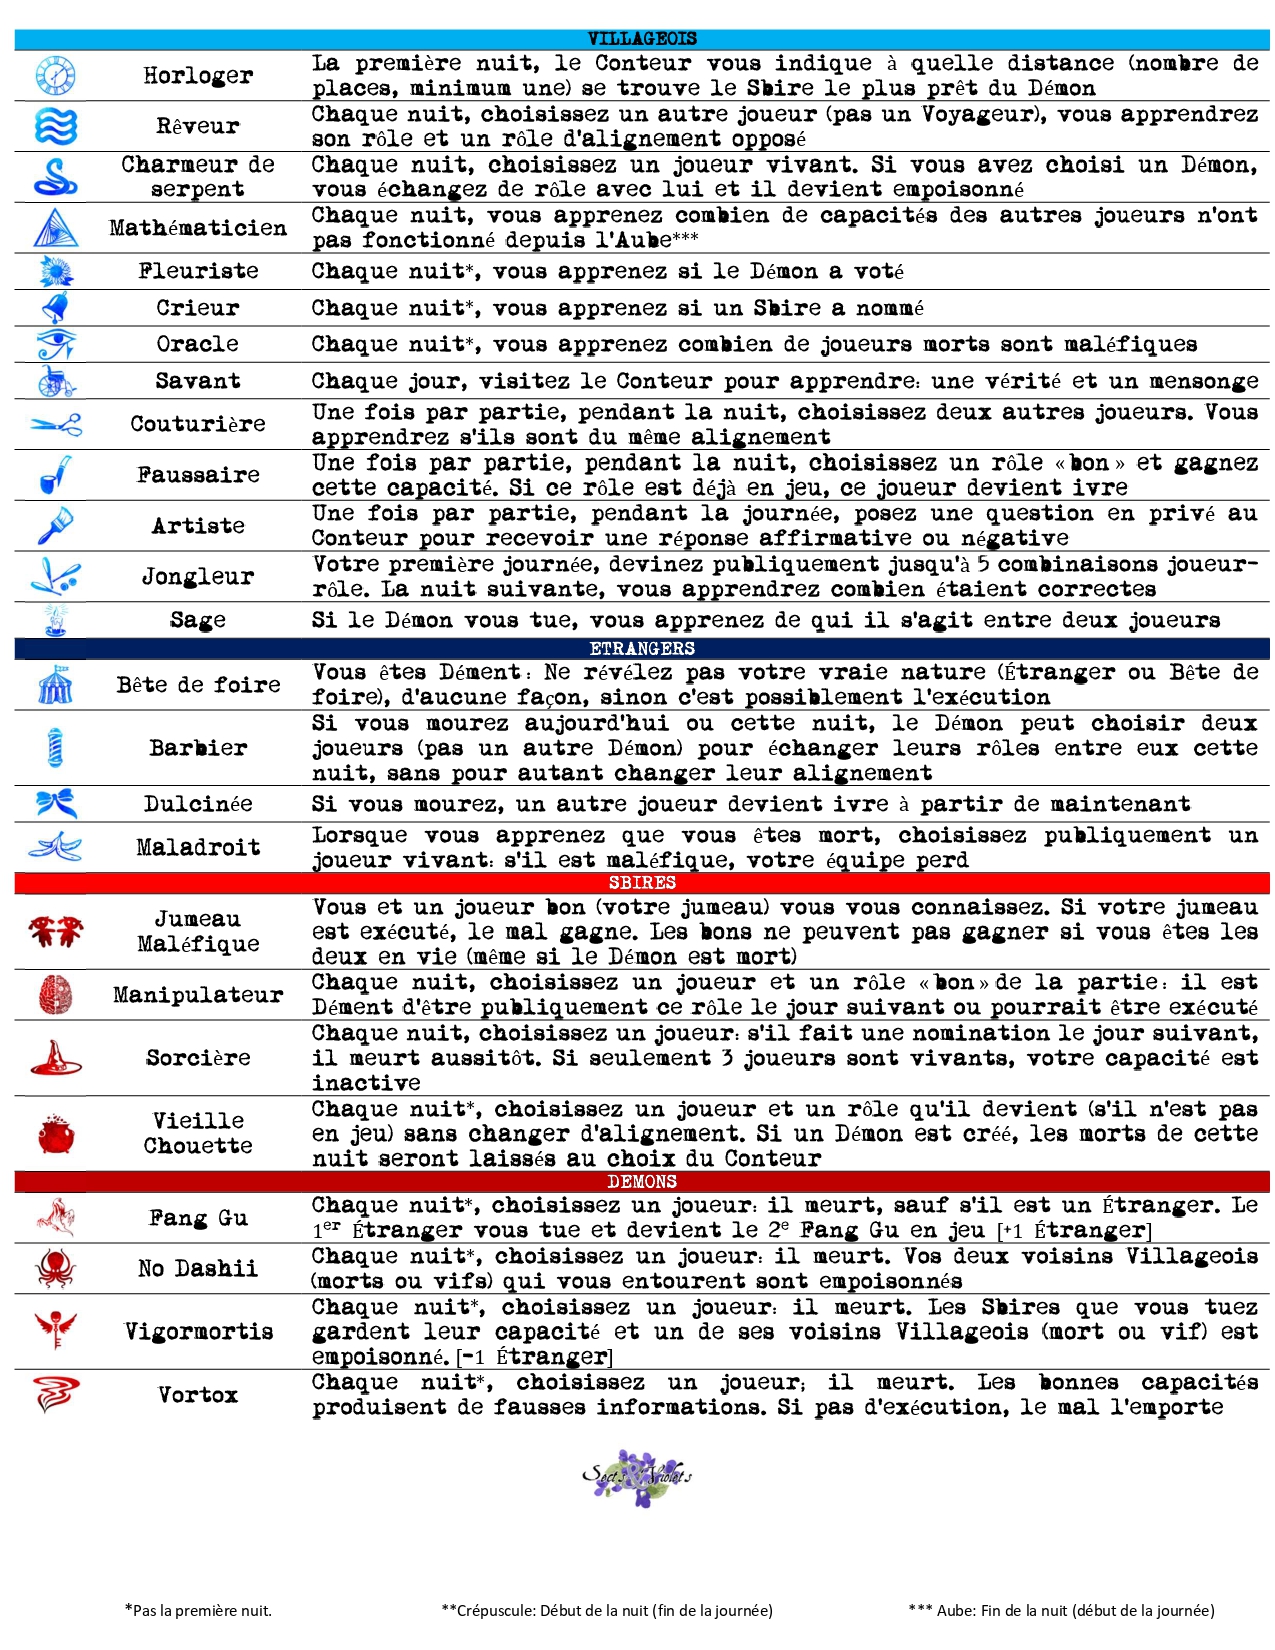 VILLAGEOIS
Horloger
La première nuit, le Conteur vous indique à quelle distance (nombre de
places, minimum une) se trouve le Sbire le plus prêt du Démon
Rêveur
Chaque nuit, choisissez un autre joueur (pas un Voyageur), vous apprendrez
son rôle et un rôle d'alignement opposé
Charmeur de
serpent
Chaque nuit, choisissez un joueur vivant. Si vous avez choisi un Démon,
vous échangez de rôle avec lui et il devient empoisonné
Mathématicien
Chaque nuit, vous apprenez combien de capacités des autres joueurs n'ont
pas fonctionné depuis l'Aube***
Fleuriste
Chaque nuit*, vous apprenez si le Démon a voté
Crieur
Chaque nuit*, vous apprenez si un Sbire a nommé
Oracle
Chaque nuit*, vous apprenez combien de joueurs morts sont maléfiques
Savant
Chaque jour, visitez le Conteur pour apprendre: une vérité et un mensonge
Couturière
Une fois par partie, pendant la nuit, choisissez deux autres joueurs. Vous
apprendrez s'ils sont du même alignement
Faussaire
Une fois par partie, pendant la nuit, choisissez un rôle « bon » et gagnez
cette capacité. Si ce rôle est déjà en jeu, ce joueur devient ivre
Artiste
Une fois par partie, pendant la journée, posez une question en privé au
Conteur pour recevoir une réponse affirmative ou négative
Jongleur
Votre première journée, devinez publiquement jusqu'à 5 combinaisons joueur-
rôle. La nuit suivante, vous apprendrez combien étaient correctes
Sage
Si le Démon vous tue, vous apprenez de qui il s'agit entre deux joueurs
ETRANGERS
Bête de foire
Vous êtes Dément : Ne révélez pas votre vraie nature (Étranger ou Bête de
foire), d'aucune façon, sinon c'est possiblement l'exécution
Barbier
Si vous mourez aujourd'hui ou cette nuit, le Démon peut choisir deux
joueurs (pas un autre Démon) pour échanger leurs rôles entre eux cette
nuit, sans pour autant changer leur alignement
Dulcinée
Si vous mourez, un autre joueur devient ivre à partir de maintenant
Maladroit
Lorsque vous apprenez que vous êtes mort, choisissez publiquement un
joueur vivant: s'il est maléfique, votre équipe perd
SBIRES
Jumeau
Maléfique
Vous et un joueur bon (votre jumeau) vous vous connaissez. Si votre jumeau
est exécuté, le mal gagne. Les bons ne peuvent pas gagner si vous êtes les
deux en vie (même si le Démon est mort)
Manipulateur
Chaque nuit, choisissez un joueur et un rôle « bon » de la partie : il est
Dément d'être publiquement ce rôle le jour suivant ou pourrait être exécuté
Sorcière
Chaque nuit, choisissez un joueur: s'il fait une nomination le jour suivant,
il meurt aussitôt. Si seulement 3 joueurs sont vivants, votre capacité est
inactive
Vieille
Chouette
Chaque nuit*, choisissez un joueur et un rôle qu'il devient (s'il n'est pas
en jeu) sans changer d'alignement. Si un Démon est créé, les morts de cette
nuit seront laissés au choix du Conteur
DEMONS
Fang Gu
Chaque nuit*, choisissez un joueur: il meurt, sauf s'il est un Étranger. Le
1er Étranger vous tue et devient le 2e Fang Gu en jeu [+1 Étranger]
No Dashii
Chaque nuit*, choisissez un joueur: il meurt. Vos deux voisins Villageois
(morts ou vifs) qui vous entourent sont empoisonnés
Vigormortis
Chaque nuit*, choisissez un joueur: il meurt. Les Sbires que vous tuez
gardent leur capacité et un de ses voisins Villageois (mort ou vif) est
empoisonné. [-1 Étranger]
Vortox
Chaque nuit*, choisissez un joueur; il meurt. Les bonnes capacités
produisent de fausses informations. Si pas d'exécution, le mal l'emporte
Sects & Violets
*Pas la première nuit.
**Crépuscule: Début de la nuit (fin de la journée)
*** Aube: Fin de la nuit (début de la journée)